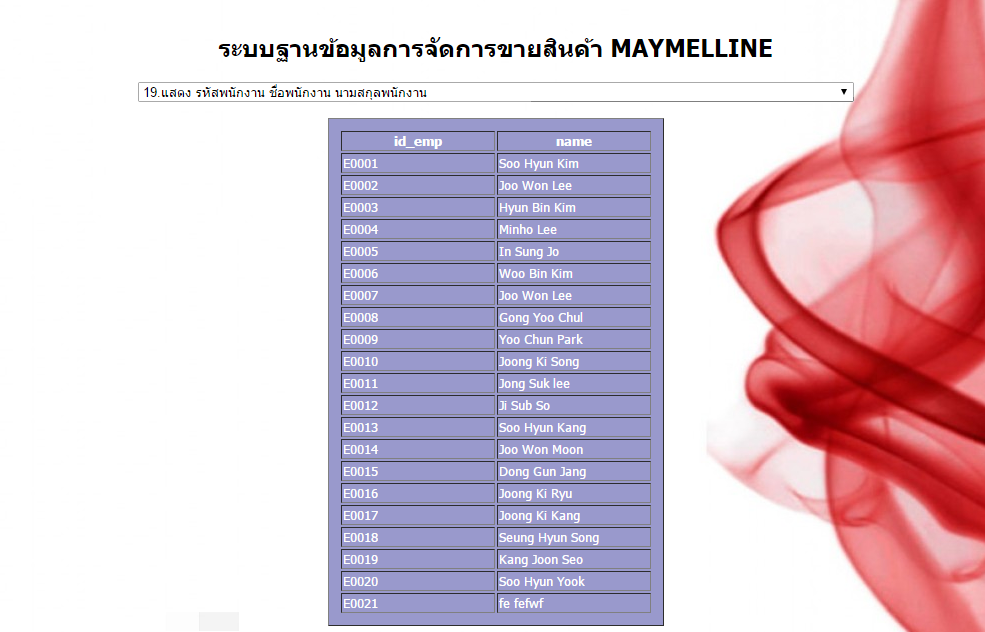 ระบบฐานข้อมูลการจัดการขายสินค้า MAYMELLINE
19.แสดง รหัสพนักงาน ชื่อพนักงาน นามสกุลพนักงาน
id_emp name
E0001 Soo Hyun Kim
E0002 Joo Won Lee
E0003 Hyun Bin Kim
E0004 Minho Lee
E0005 In Sung Jo
E0006 Woo Bin Kim
E0007 Joo Won Lee
E0008 Gong Yoo Chul
E0009 Yoo Chun Park
E0010 Joong Ki Song
E0011 Jong Suk lee
E0012 Ji Sub So
E0013 Soo Hyun Kang
E0014 Joo Won Moon
E0015 Dong Gun Jang
E0016 Joong Ki Ryu
E0017 Joong Ki Kang
E0018 Seung Hyun Song
E0019 Kang Joon Seo
E0020 Soo Hyun Yook
E0021 fe fefwf